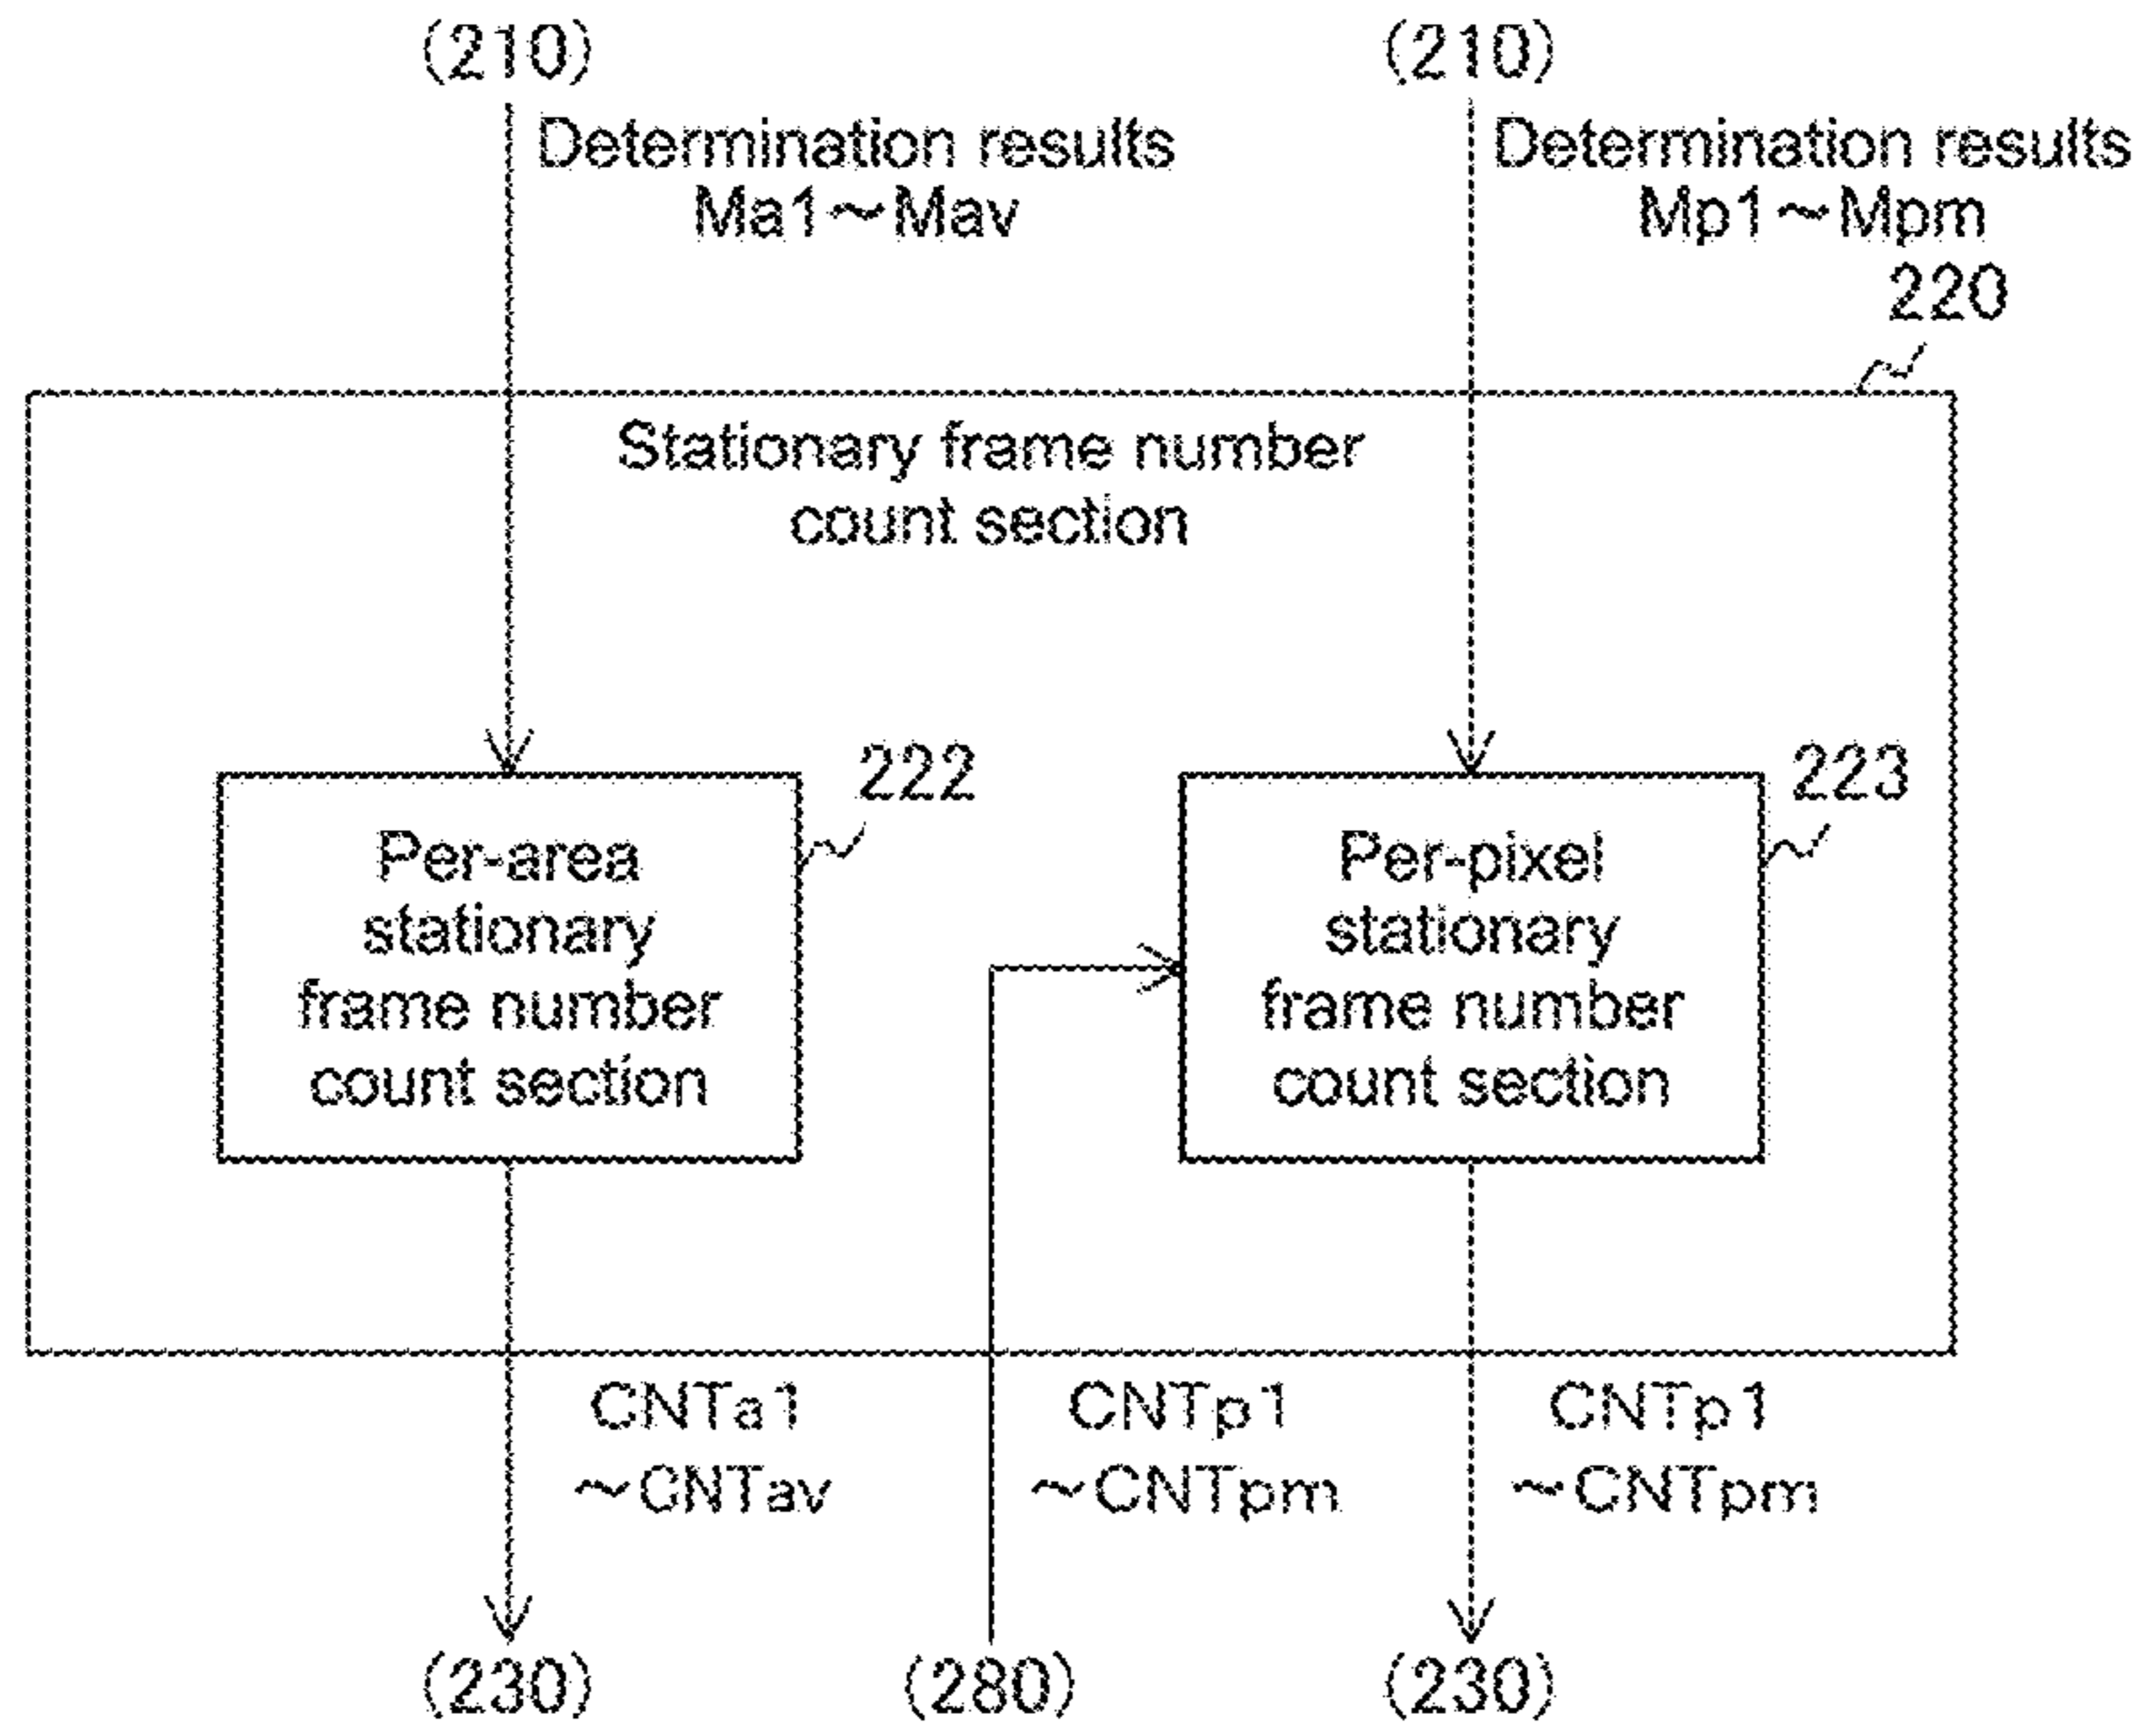 (210)
(210)
Determination results
Ma1~Mav
Determination results
Mp1~Mpm
220
Stationary frame number
count section
222
223
Per-area
stationary
frame number
count section
Per-pixel
stationary
frame number
count section
CNTa1
~CNTav
CNTp1
~CNTpm
CNTp1
~CNTpm
(230)
(280)
(230)